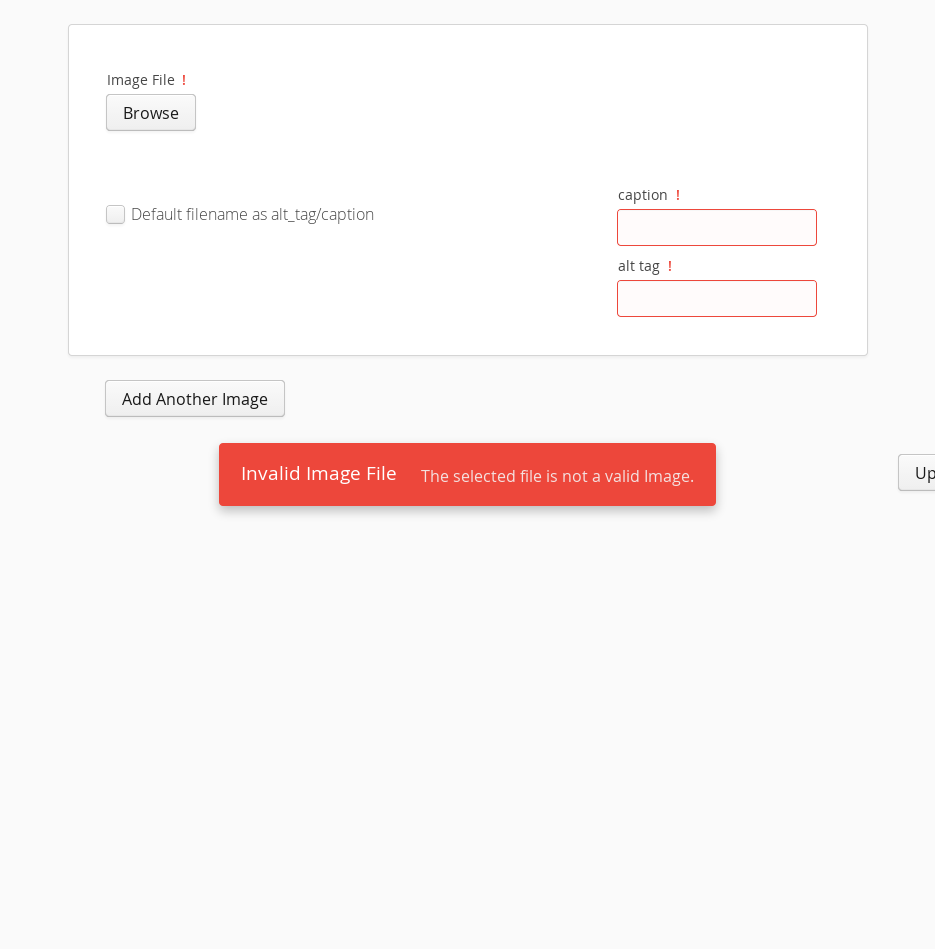 Image File !
Browse
Default filename as alt_tag/caption
caption !
alt tag !
Add Another Image
Invalid Image File The selected file is not a valid Image.
Up